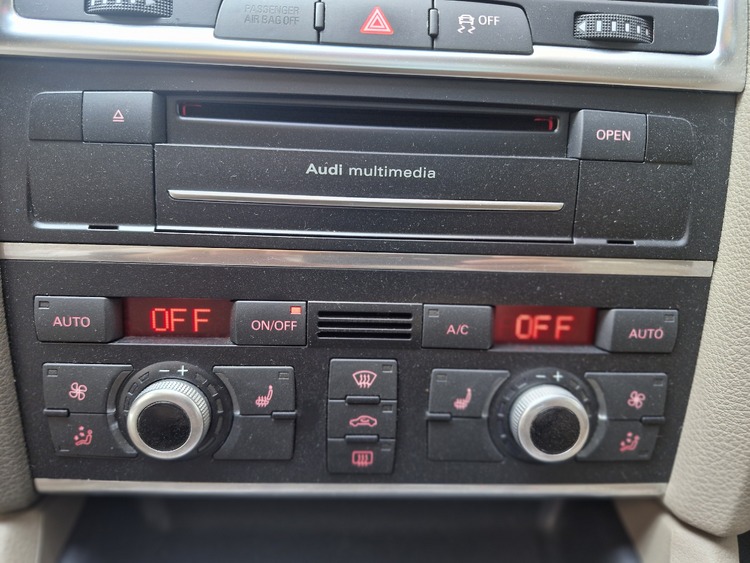 PASSENGER
AIR BAG OFF
OFF
OPEN
Audi multimedia
AUTO
OFF
ON/OFF
A/C
OFF
AUTO
- +
- +